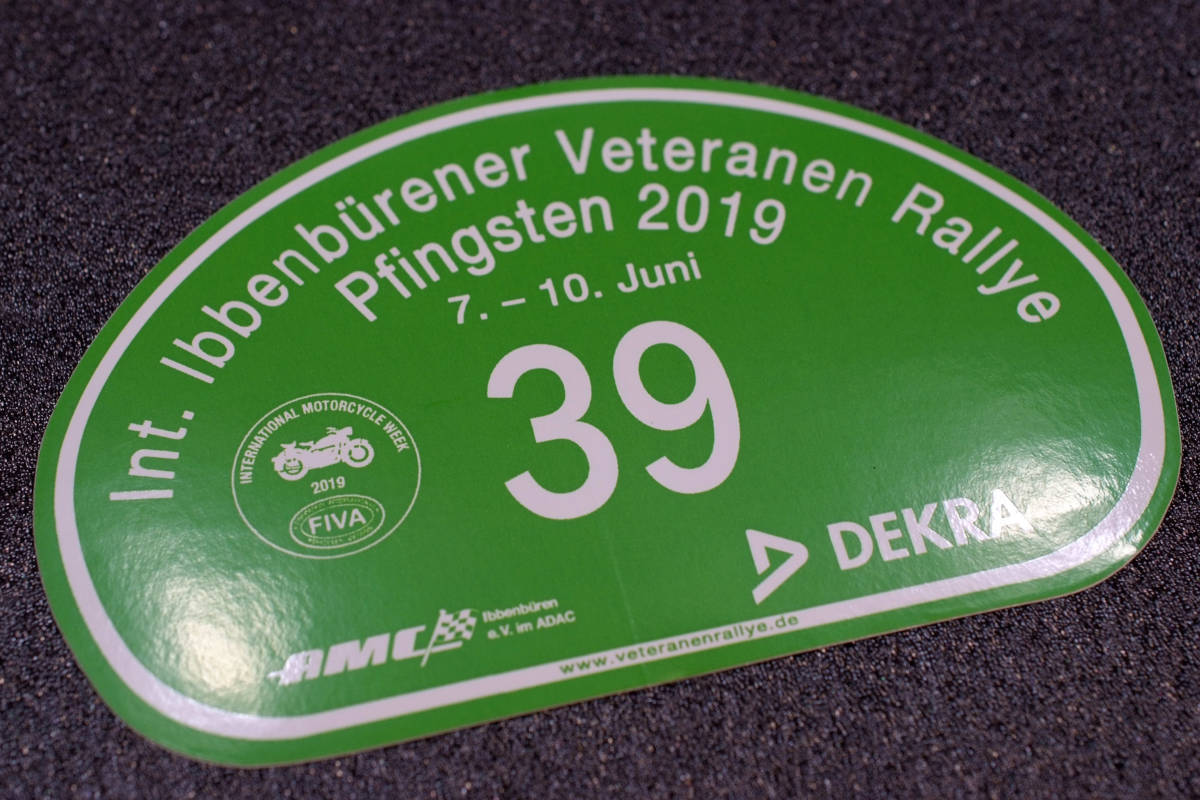 Int. Ibbenbürener Veteranen Rallye
Pfingsten 2019
7. – 10. Juni
39
INTERNATIONAL MOTORCYCLE WEEK
2019
FIVA
DEKRA
AMC
Ibbenbüren
e.V. im ADAC
www.veteranenrallye.de